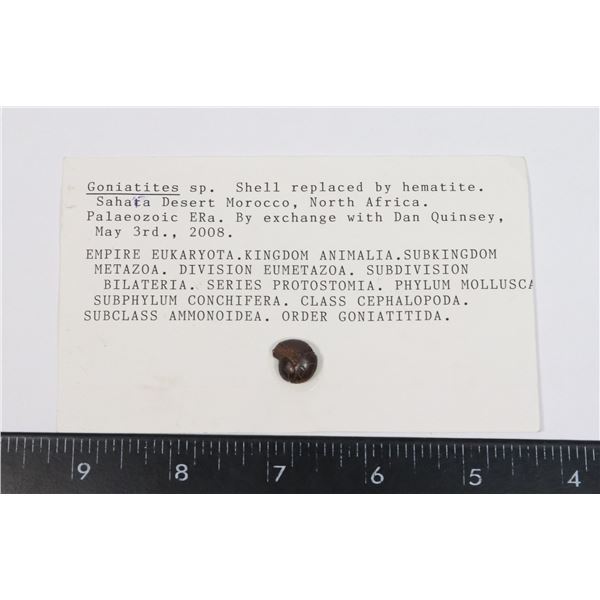 Goniatites sp. Shell replaced by hematite.
Sahara Desert Morocco, North Africa.
Palaeozoic ERa. By exchange with Dan Quinsey,
May 3rd., 2008.
EMPIRE EUKARYOTA.KINGDOM ANIMALIA.SUBKINGDOM
METAZOA. DIVISION EUMETAZOA. SUBDIVISION
BILATERIA. SERIES PROTOSTOMIA. PHYLUM MOLLUSCA
SUBPHYLUM CONCHIFERA. CLASS CEPHALOPODA.
SUBCLASS AMMONOIDEA. ORDER GONIATITIDA.
9 8 7 6 5 4